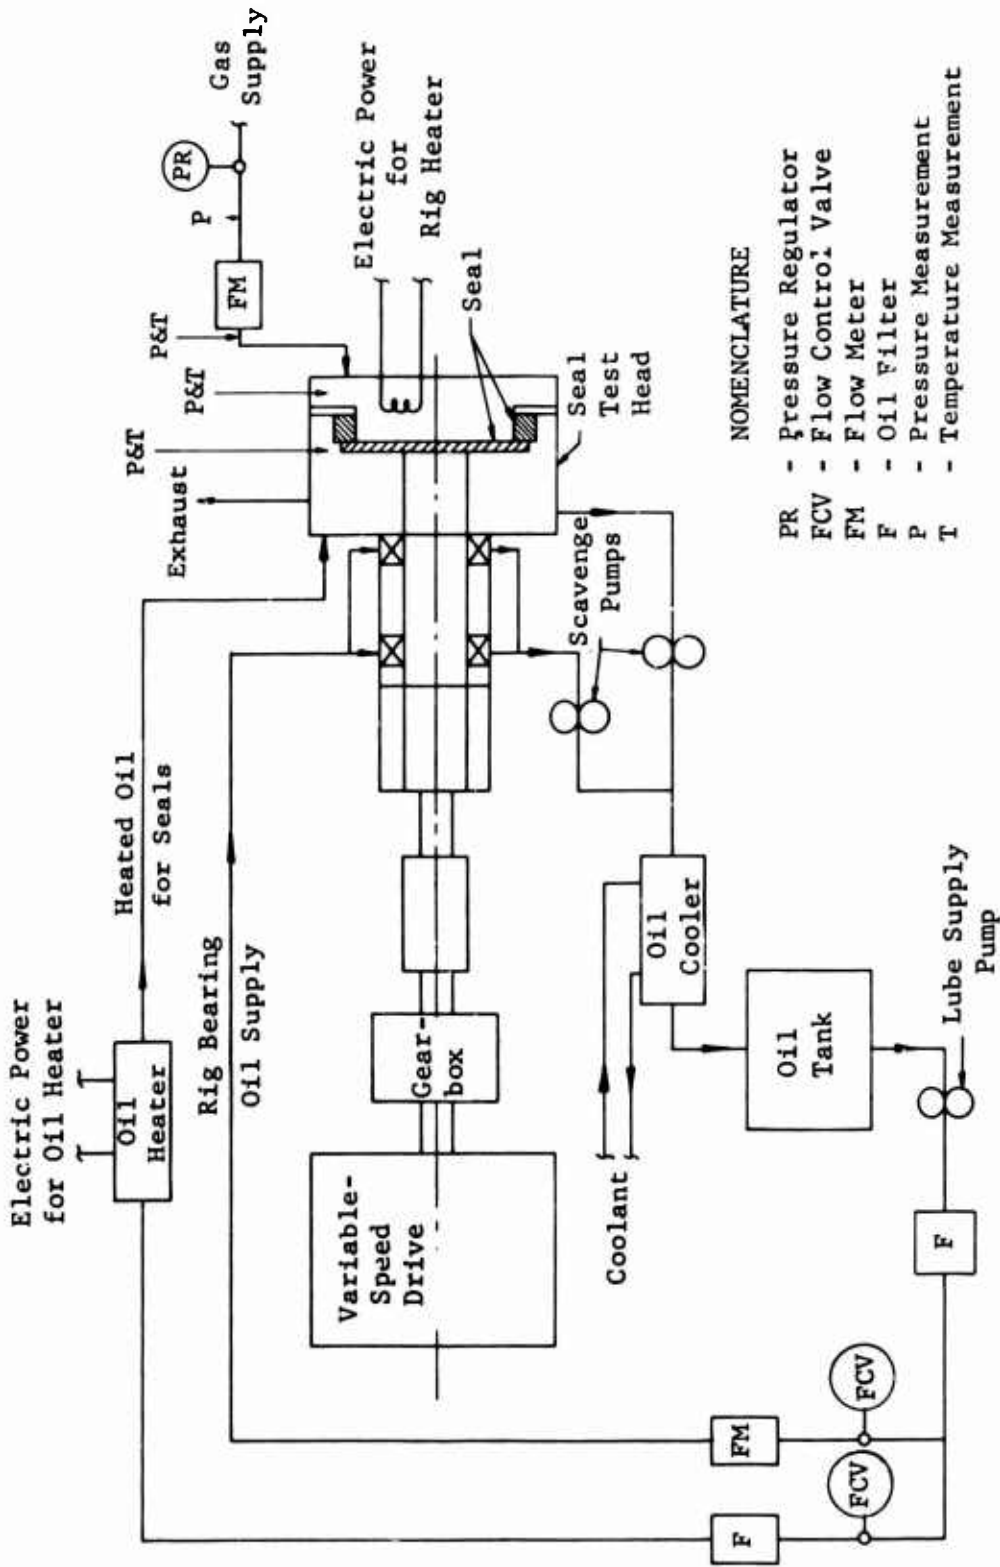 Electric Power
for Oil Heater
Oil
Heater
Heated Oil
for Seals
Rig Bearing
Oil Supply
Exhaust
P&T
P&T
P&T
FM
P
PR
Gas
Supply
Electric Power
for
Rig Heater
Seal
Seal
Test
Head
Variable-
Speed
Drive
Gear-
box
Scavenge
Pumps
Coolant
Oil
Cooler
Oil
Tank
Lube Supply
Pump
F
FCV
FM
FCV
F
NOMENCLATURE
PR - Pressure Regulator
FCV - Flow Control Valve
FM - Flow Meter
F - Oil Filter
P - Pressure Measurement
T - Temperature Measurement